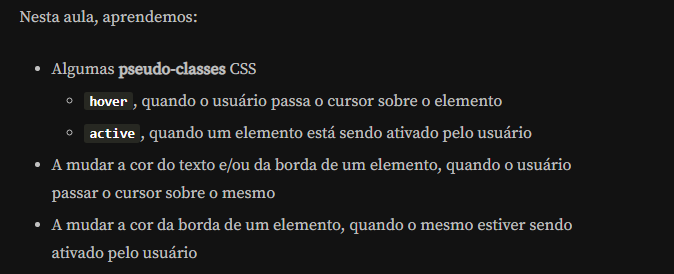 Nesta aula, aprendemos:
• Algumas pseudo-classes CSS
◦ hover, quando o usuário passa o cursor sobre o elemento
◦ active, quando um elemento está sendo ativado pelo usuário
• A mudar a cor do texto e/ou da borda de um elemento, quando o usuário
passar o cursor sobre o mesmo
• A mudar a cor da borda de um elemento, quando o mesmo estiver sendo
ativado pelo usuário